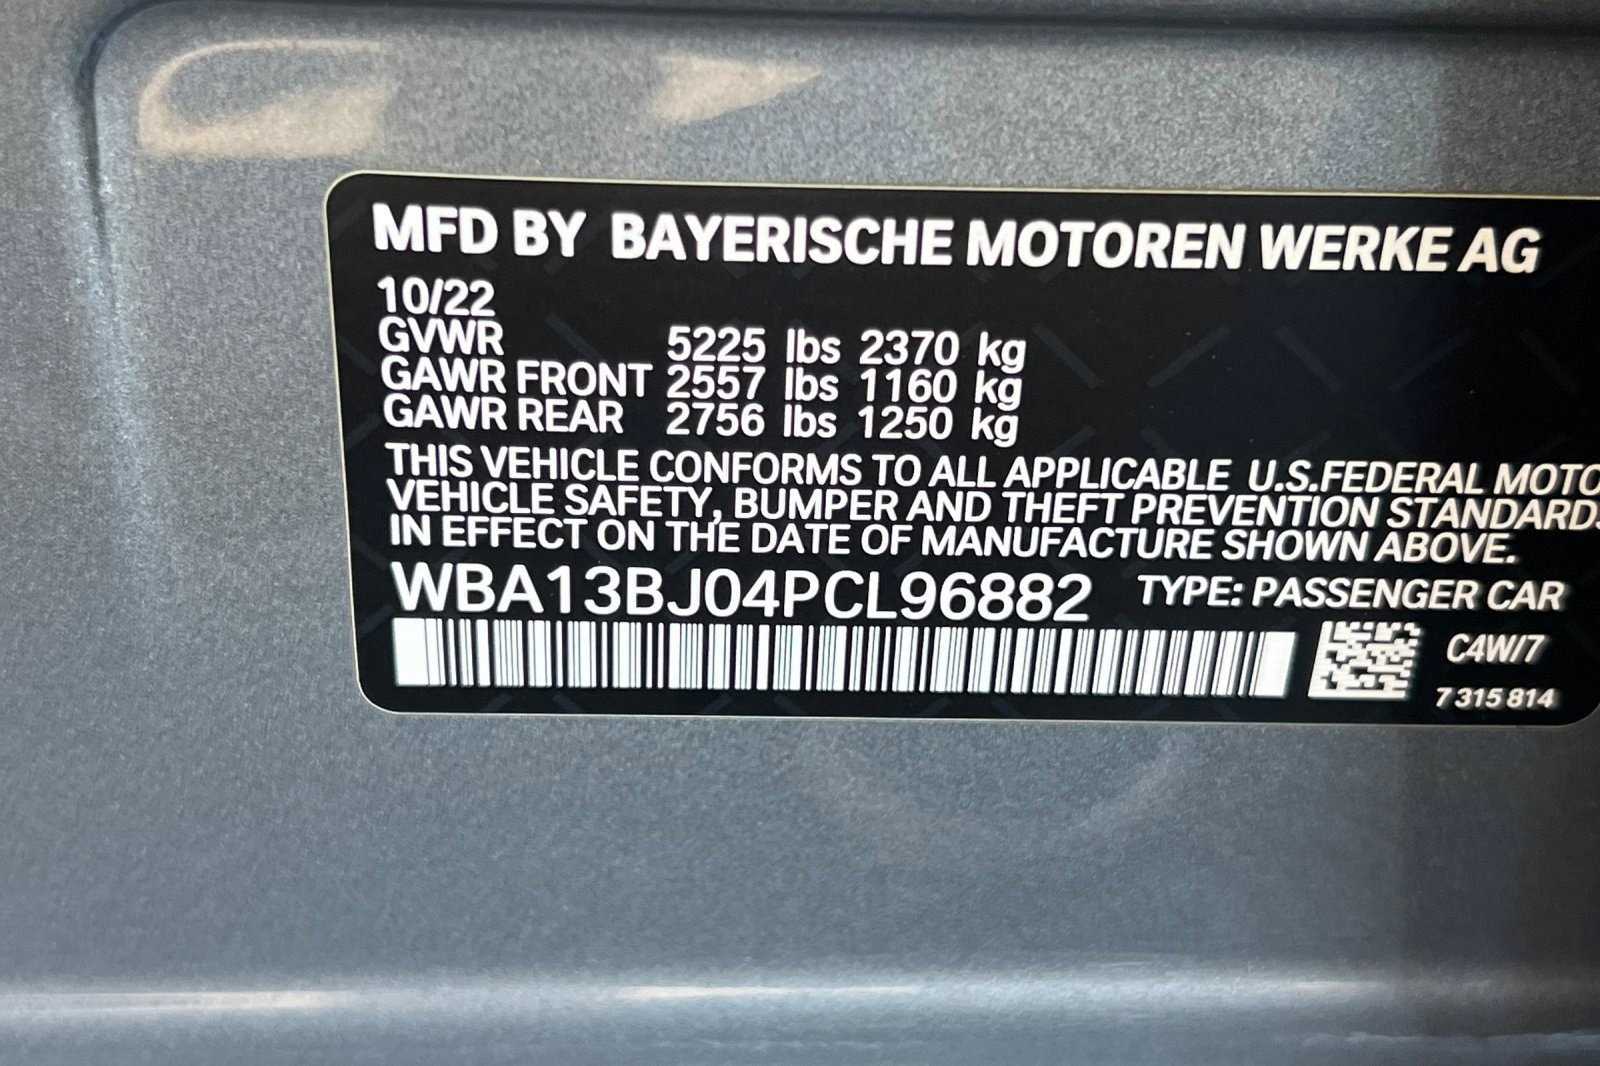 MFD BY BAYERISCHE MOTOREN WERKE AG
10/22
GVWR 5225 lbs 2370 kg
GAWR FRONT 2557 lbs 1160 kg
GAWR REAR 2756 lbs 1250 kg
THIS VEHICLE CONFORMS TO ALL APPLICABLE U.S.FEDERAL MOTO
VEHICLE SAFETY, BUMPER AND THEFT PREVENTION STANDARDS
IN EFFECT ON THE DATE OF MANUFACTURE SHOWN ABOVE.
WBA13BJ04PCL96882 TYPE: PASSENGER CAR
C4W/7
7 315 814